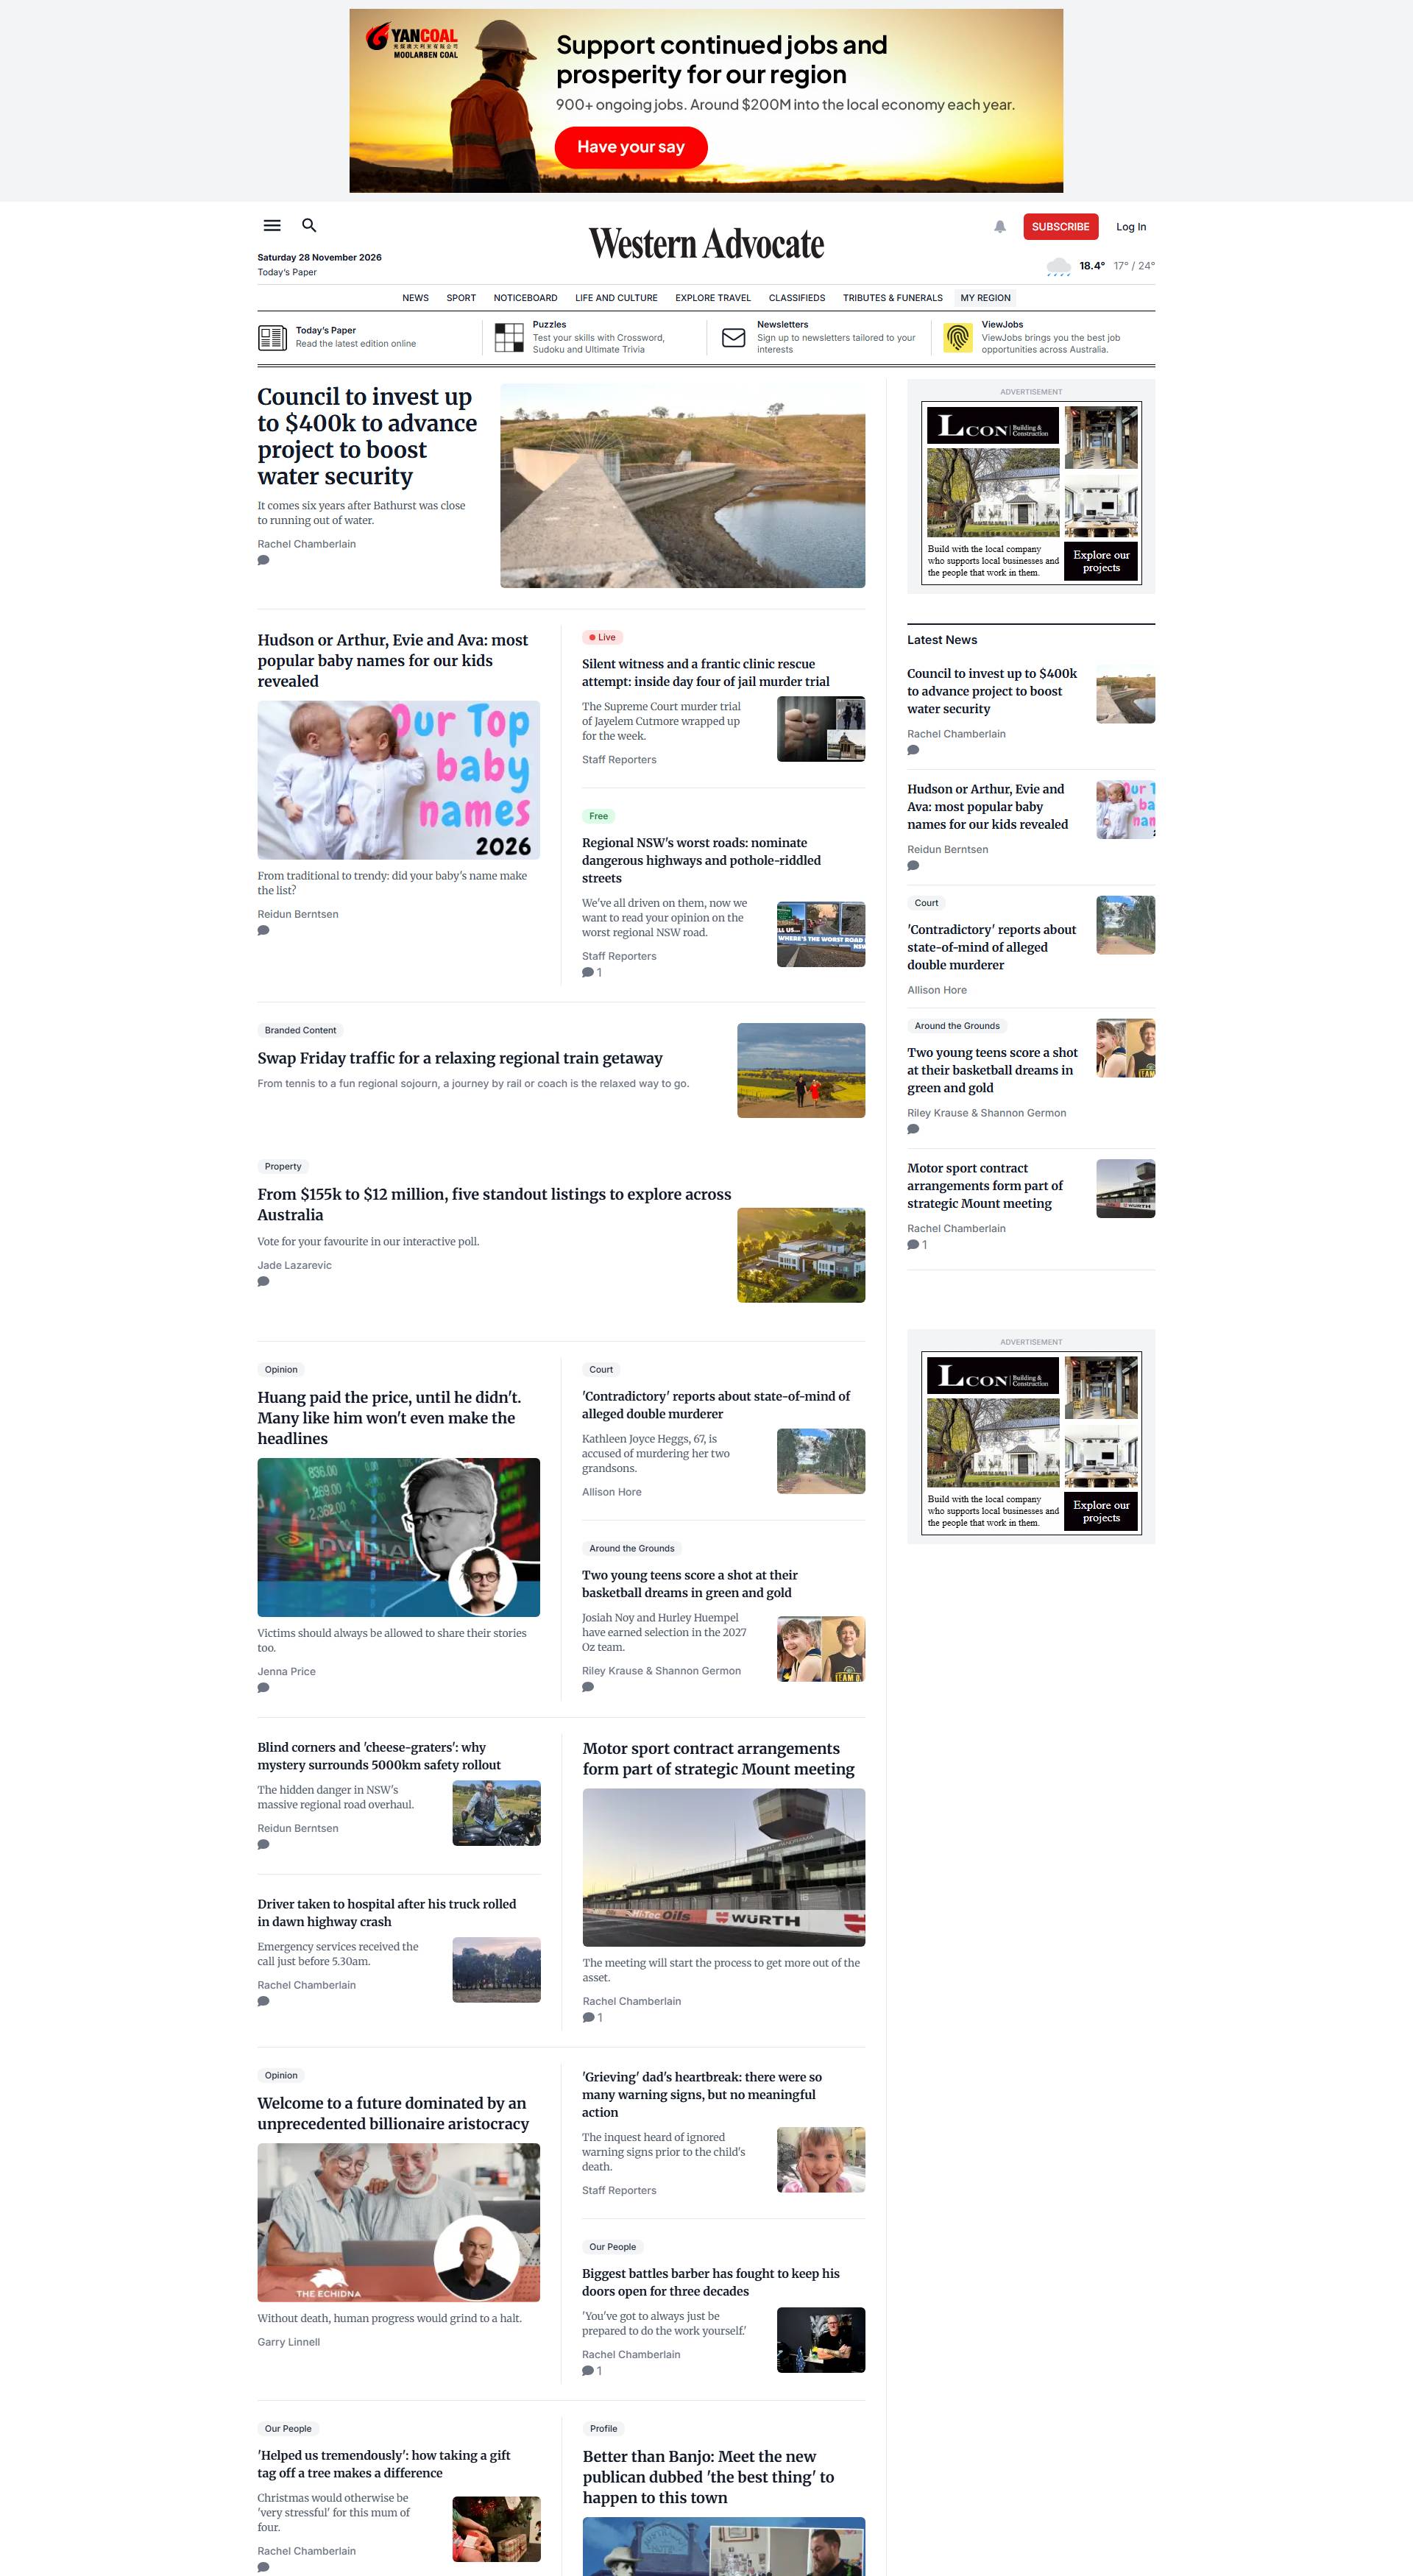 YANCOAL
MOOLARBEN COAL
Support continued jobs and
prosperity for our region
900+ ongoing jobs. Around $200M into the local economy each year.
Have your say
Saturday 28 November 2026
Today's Paper
Western Advocate
SUBSCRIBE
Log In
18.4° 17° / 24°
NEWS SPORT NOTICEBOARD LIFE AND CULTURE EXPLORE TRAVEL CLASSIFIEDS TRIBUTES & FUNERALS MY REGION
Today's Paper
Read the latest edition online
Puzzles
Test your skills with Crossword,
Sudoku and Ultimate Trivia
Newsletters
Sign up to newsletters tailored to your
interests
ViewJobs
ViewJobs brings you the best job
opportunities across Australia.
Council to invest up
to $400k to advance
project to boost
water security
It comes six years after Bathurst was close
to running out of water.
Rachel Chamberlain
Hudson or Arthur, Evie and Ava: most
popular baby names for our kids
revealed
Our Top
baby
names
2026
From traditional to trendy: did your baby's name make
the list?
Reidun Berntsen
Live
Silent witness and a frantic clinic rescue
attempt: inside day four of jail murder trial
The Supreme Court murder trial
of Jayelem Cutmore wrapped up
for the week.
Staff Reporters
Free
Regional NSW's worst roads: nominate
dangerous highways and pothole-riddled
streets
We've all driven on them, now we
want to read your opinion on the
worst regional NSW road.
LL US...
WHERE'S THE WORST ROAD
NSW
Staff Reporters
1
Branded Content
Swap Friday traffic for a relaxing regional train getaway
From tennis to a fun regional sojourn, a journey by rail or coach is the relaxed way to go.
Property
From $155k to $12 million, five standout listings to explore across
Australia
Vote for your favourite in our interactive poll.
Jade Lazarevic
Opinion
Huang paid the price, until he didn't.
Many like him won't even make the
headlines
836.00
1,269.00
2,362.00
NVIDIA
Victims should always be allowed to share their stories
too.
Jenna Price
Court
'Contradictory' reports about state-of-mind of
alleged double murderer
Kathleen Joyce Heggs, 67, is
accused of murdering her two
grandsons.
Allison Hore
Around the Grounds
Two young teens score a shot at their
basketball dreams in green and gold
Josiah Noy and Hurley Huempel
have earned selection in the 2027
Oz team.
TEAM
Riley Krause & Shannon Germon
Blind corners and 'cheese-graters': why
mystery surrounds 5000km safety rollout
The hidden danger in NSW's
massive regional road overhaul.
Reidun Berntsen
Driver taken to hospital after his truck rolled
in dawn highway crash
Emergency services received the
call just before 5.30am.
Rachel Chamberlain
Motor sport contract arrangements
form part of strategic Mount meeting
Hi-Tec Oils
WÜRTH
The meeting will start the process to get more out of the
asset.
Rachel Chamberlain
1
Opinion
Welcome to a future dominated by an
unprecedented billionaire aristocracy
THE ECHIDNA
Without death, human progress would grind to a halt.
Garry Linnell
'Grieving' dad's heartbreak: there were so
many warning signs, but no meaningful
action
The inquest heard of ignored
warning signs prior to the child's
death.
Staff Reporters
Our People
Biggest battles barber has fought to keep his
doors open for three decades
'You've got to always just be
prepared to do the work yourself.'
Rachel Chamberlain
1
Our People
'Helped us tremendously': how taking a gift
tag off a tree makes a difference
Christmas would otherwise be
'very stressful' for this mum of
four.
Rachel Chamberlain
Profile
Better than Banjo: Meet the new
publican dubbed 'the best thing' to
happen to this town
ADVERTISEMENT
LCON Building &
Construction
Build with the local company
who supports local businesses and
the people that work in them.
Explore our
projects
Latest News
Council to invest up to $400k
to advance project to boost
water security
Rachel Chamberlain
Hudson or Arthur, Evie and
Ava: most popular baby
names for our kids revealed
Reidun Berntsen
Court
'Contradictory' reports about
state-of-mind of alleged
double murderer
Allison Hore
Around the Grounds
Two young teens score a shot
at their basketball dreams in
green and gold
Riley Krause & Shannon Germon
Motor sport contract
arrangements form part of
strategic Mount meeting
WÜRTH
Rachel Chamberlain
1
ADVERTISEMENT
LCON Building &
Construction
Build with the local company
who supports local businesses and
the people that work in them.
Explore our
projects